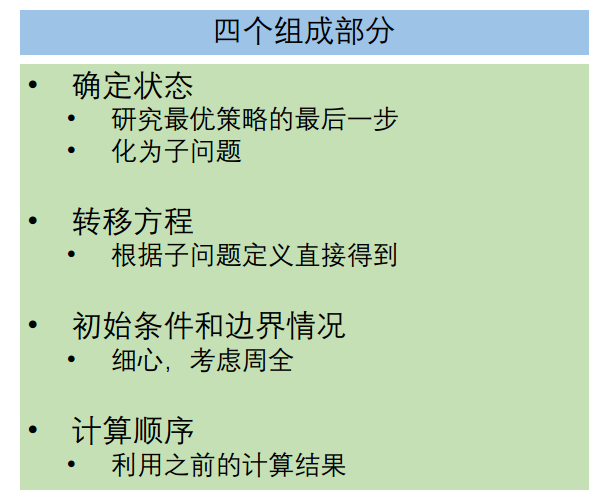 四个组成部分
• 确定状态
• 研究最优策略的最后一步
• 化为子问题
• 转移方程
• 根据子问题定义直接得到
• 初始条件和边界情况
• 细心，考虑周全
• 计算顺序
• 利用之前的计算结果